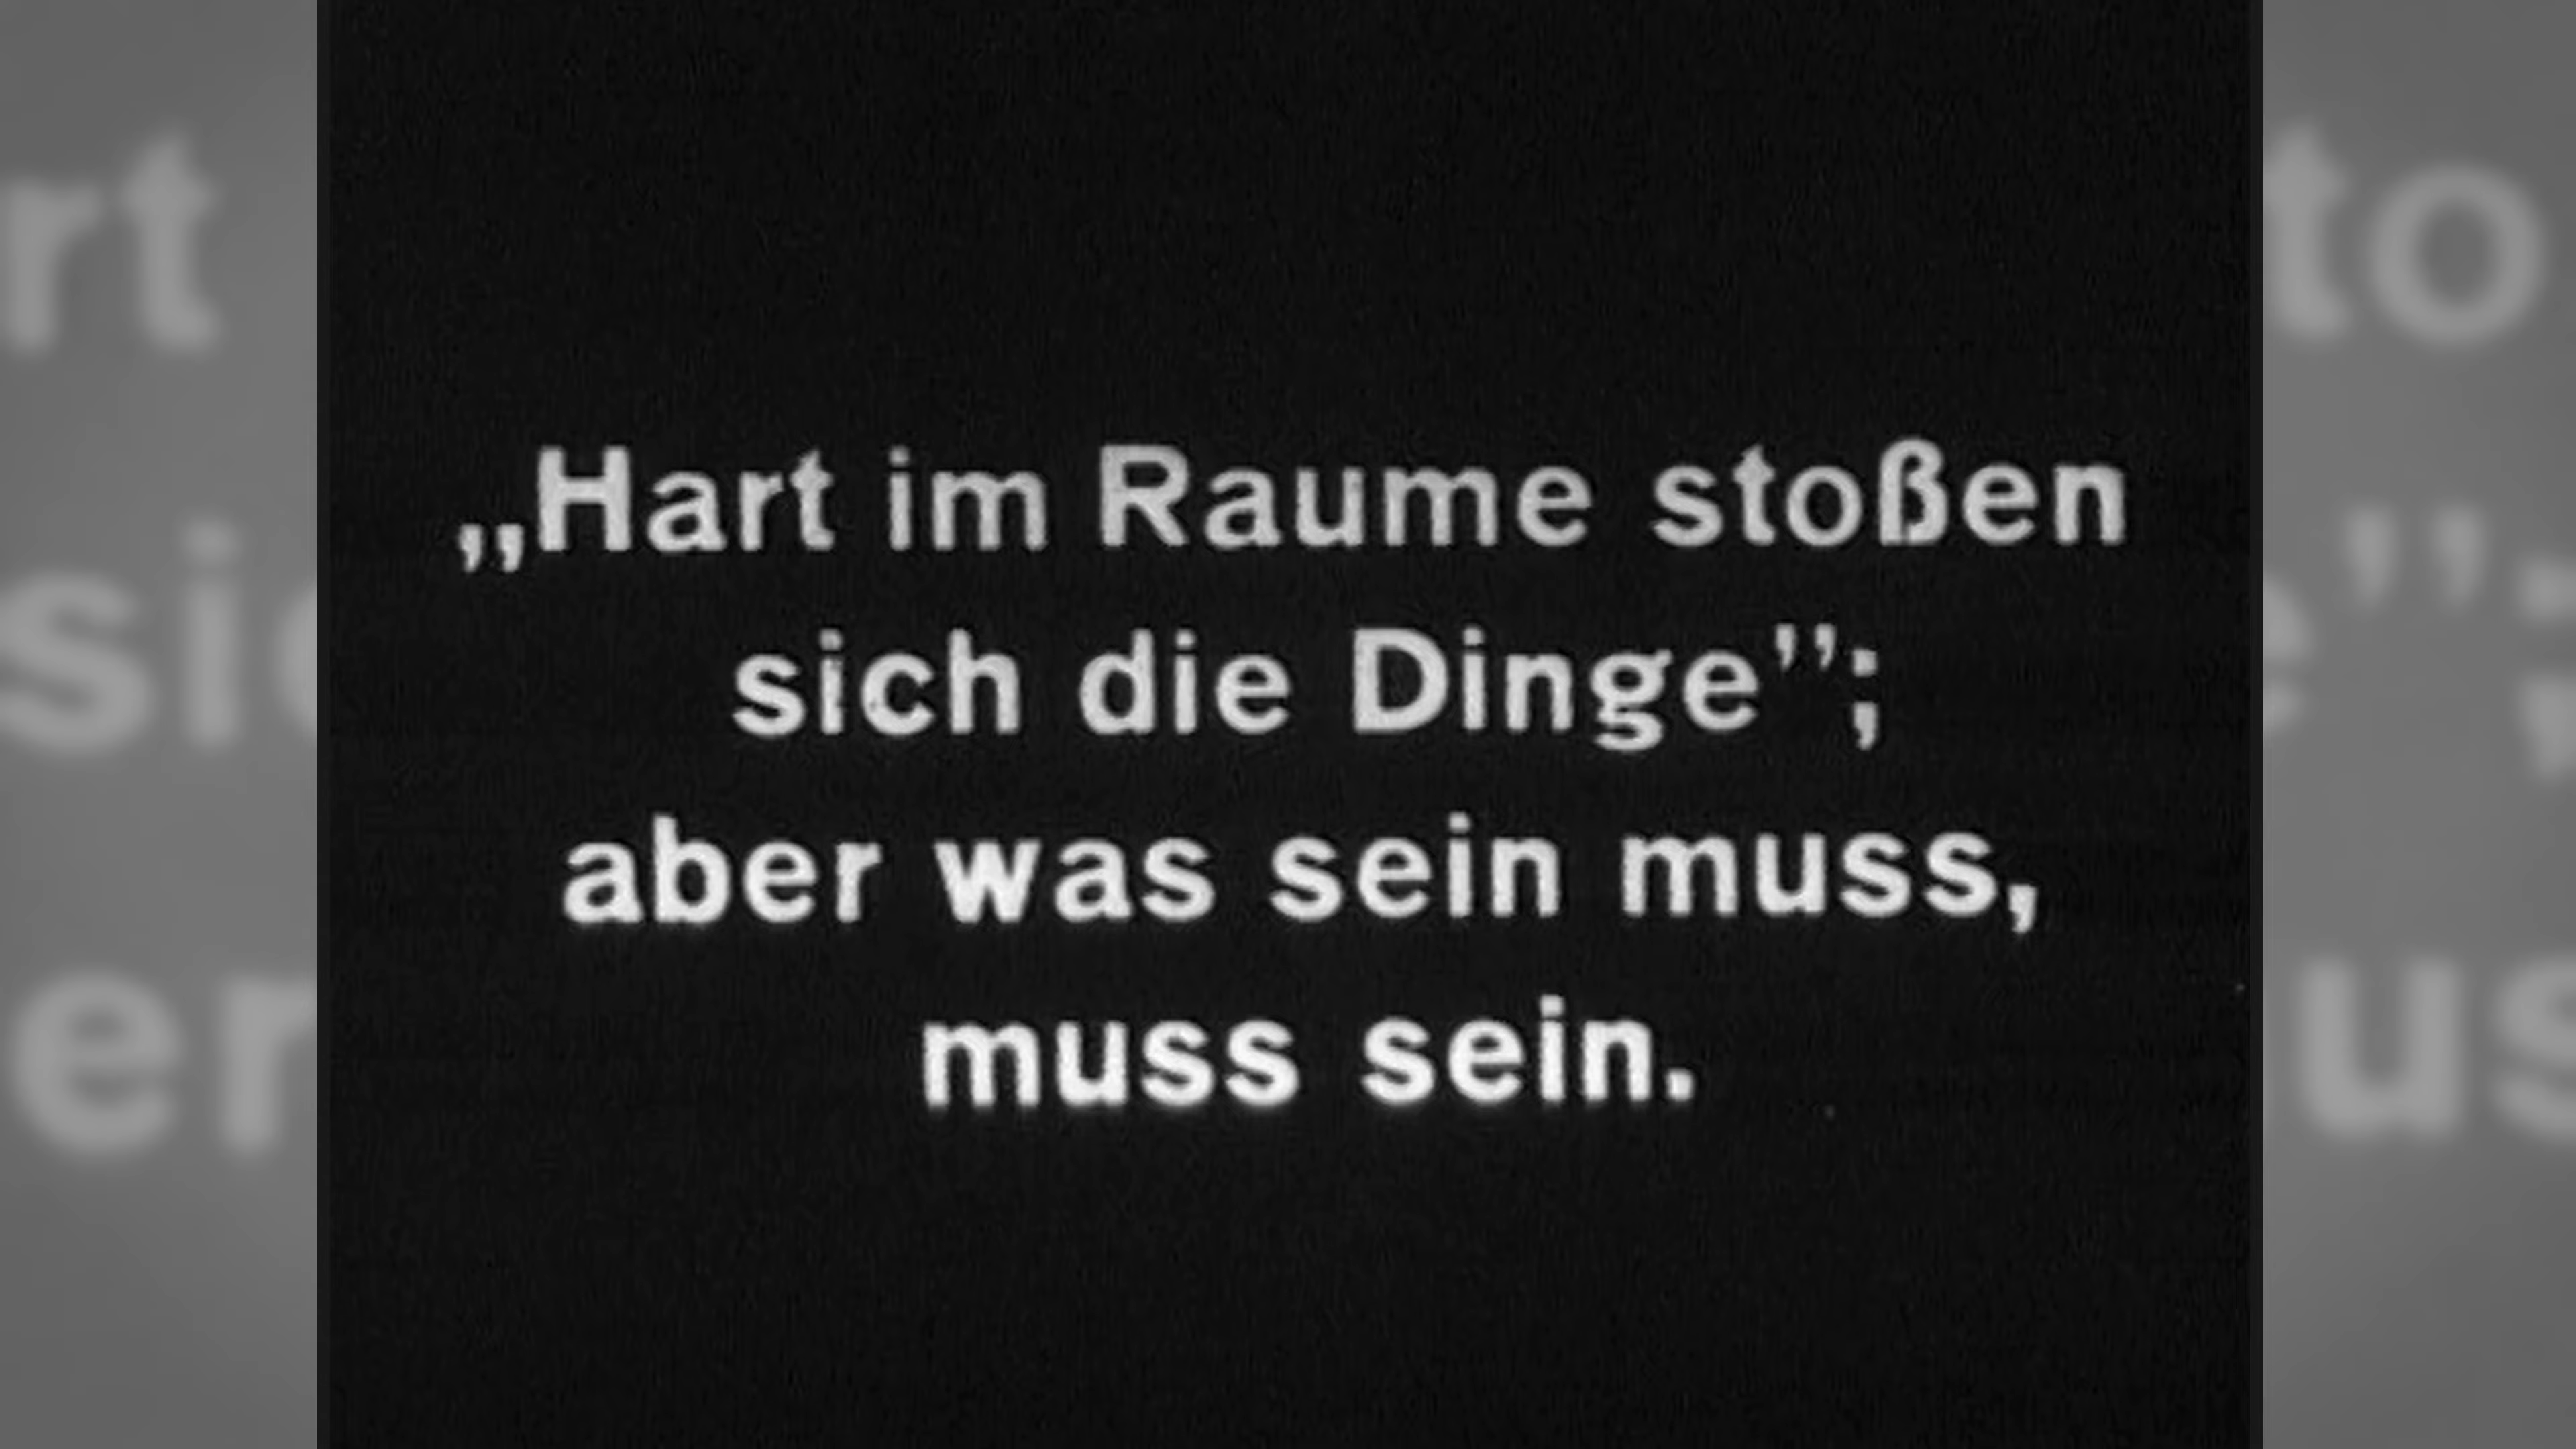 „Hart im Raume stoßen
sich die Dinge”;
aber was sein muss,
muss sein.